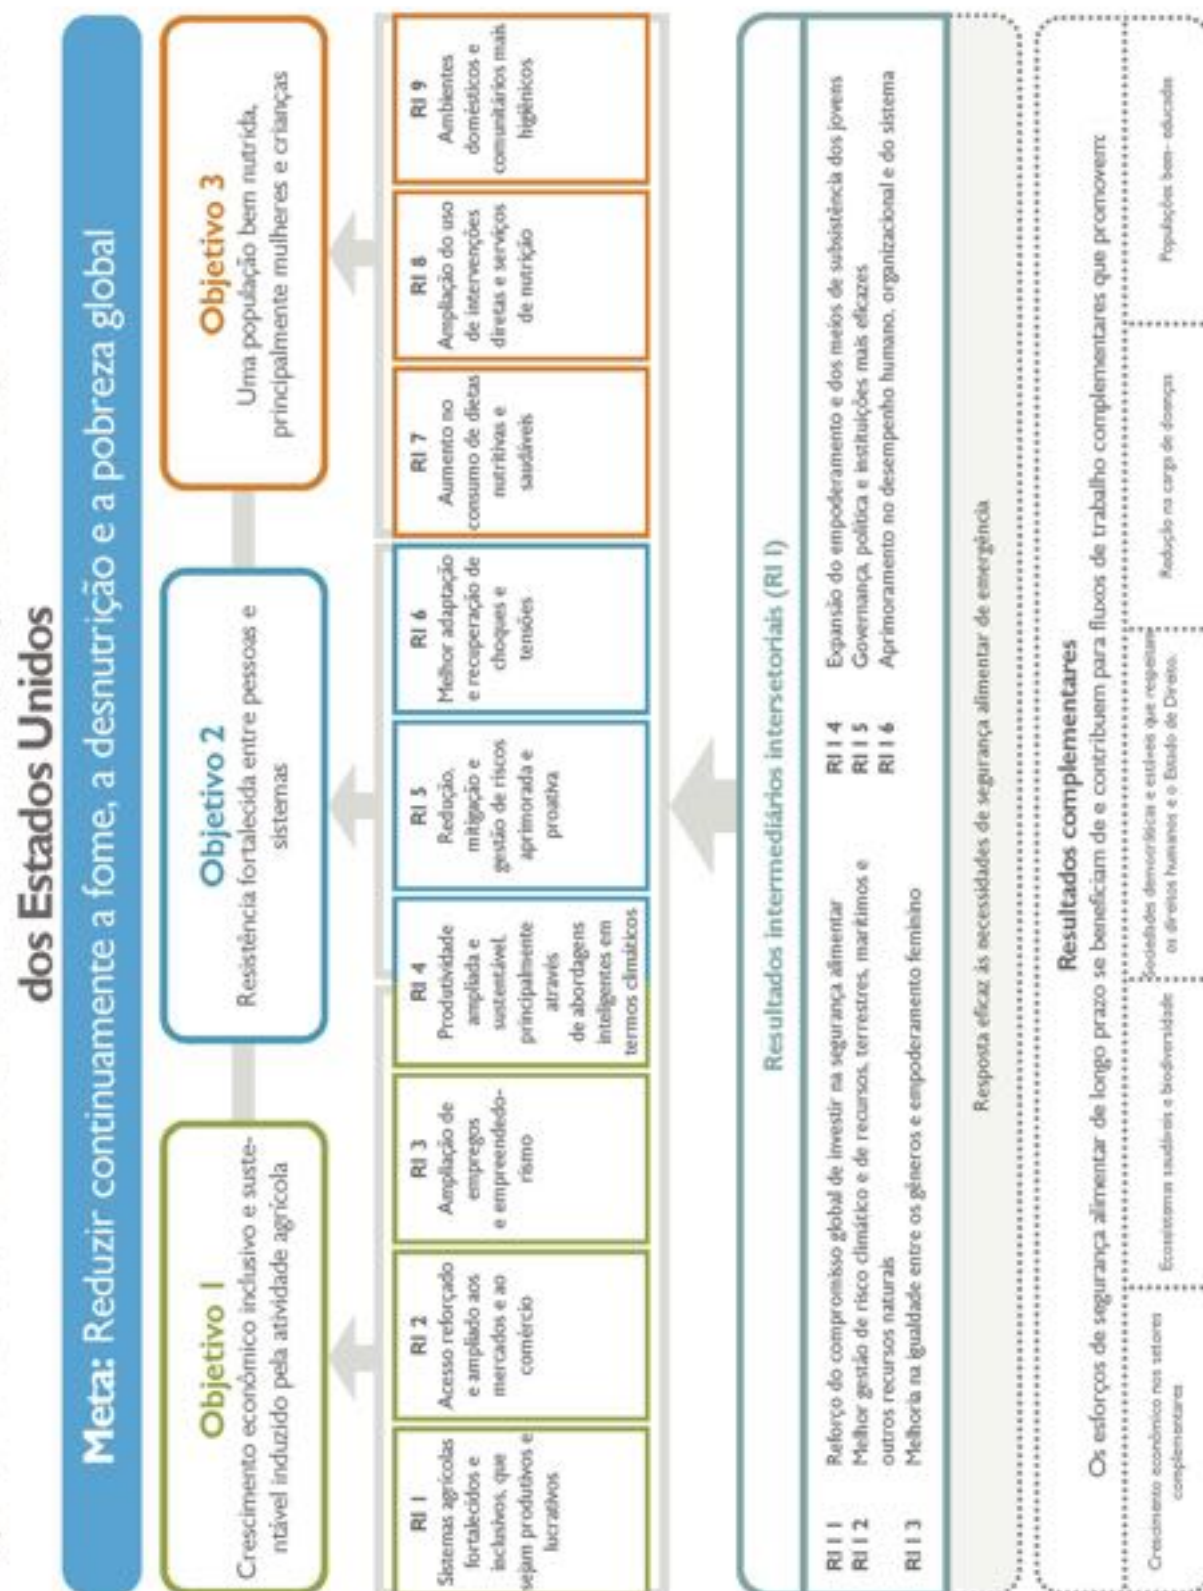 dos Estados Unidos
Meta: Reduzir continuamente a fome, a desnutrição e a pobreza global
Objetivo 1
Crescimento econômico inclusivo e suste-
ntável induzido pela atividade agrícola
Objetivo 2
Resistência fortalecida entre pessoas e
sistemas
Objetivo 3
Uma população bem nutrida,
principalmente mulheres e crianças
RI 1
Sistemas agrícolas
fortalecidos e
inclusivos, que
sejam produtivos e
lucrativos
RI 2
Acesso reforçado
e ampliado aos
mercados e ao
comércio
RI 3
Ampliação de
empregos
e empreendedo-
rismo
RI 4
Produtividade
ampliada e
sustentável,
principalmente
através
de abordagens
inteligentes em
termos climáticos
RI 5
Redução,
mitigação e
gestão de riscos
aprimorada e
proativa
RI 6
Melhor adaptação
e recuperação de
choques e
tensões
RI 7
Aumento no
consumo de dietas
nutritivas e
saudáveis
RI 8
Ampliação do uso
de intervenções
diretas e serviços
de nutrição
RI 9
Ambientes
domésticos e
comunitários mais
higiênicos
Resultados intermediários intersetoriais (RI I)
RI I 1 Reforço do compromisso global de investir na segurança alimentar
RI I 2 Melhor gestão de risco climático e de recursos, terrestres, marítimos e
outros recursos naturais
RI I 3 Melhoria na igualdade entre os gêneros e empoderamento feminino
RI I 4 Expansão do empoderamento e dos meios de subsistência dos jovens
RI I 5 Governança, política e instituições mais eficazes
RI I 6 Aprimoramento no desempenho humano, organizacional e do sistema
Resposta eficaz às necessidades de segurança alimentar de emergência
Resultados complementares
Os esforços de segurança alimentar de longo prazo se beneficiam de e contribuem para fluxos de trabalho complementares que promovem:
Crescimento econômico nos setores
complementares
Ecossistemas saudáveis e biodiversidade
Sociedades democráticas e estáveis que respeitam
os direitos humanos e o Estado de Direito.
Redução na carga de doenças
Populações bem- educadas